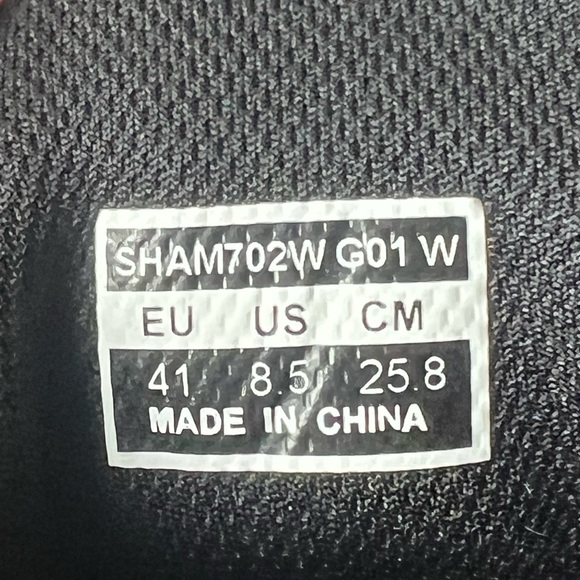 SHAM702W G01 W
EU US CM
41 8.5 25.8
MADE IN CHINA